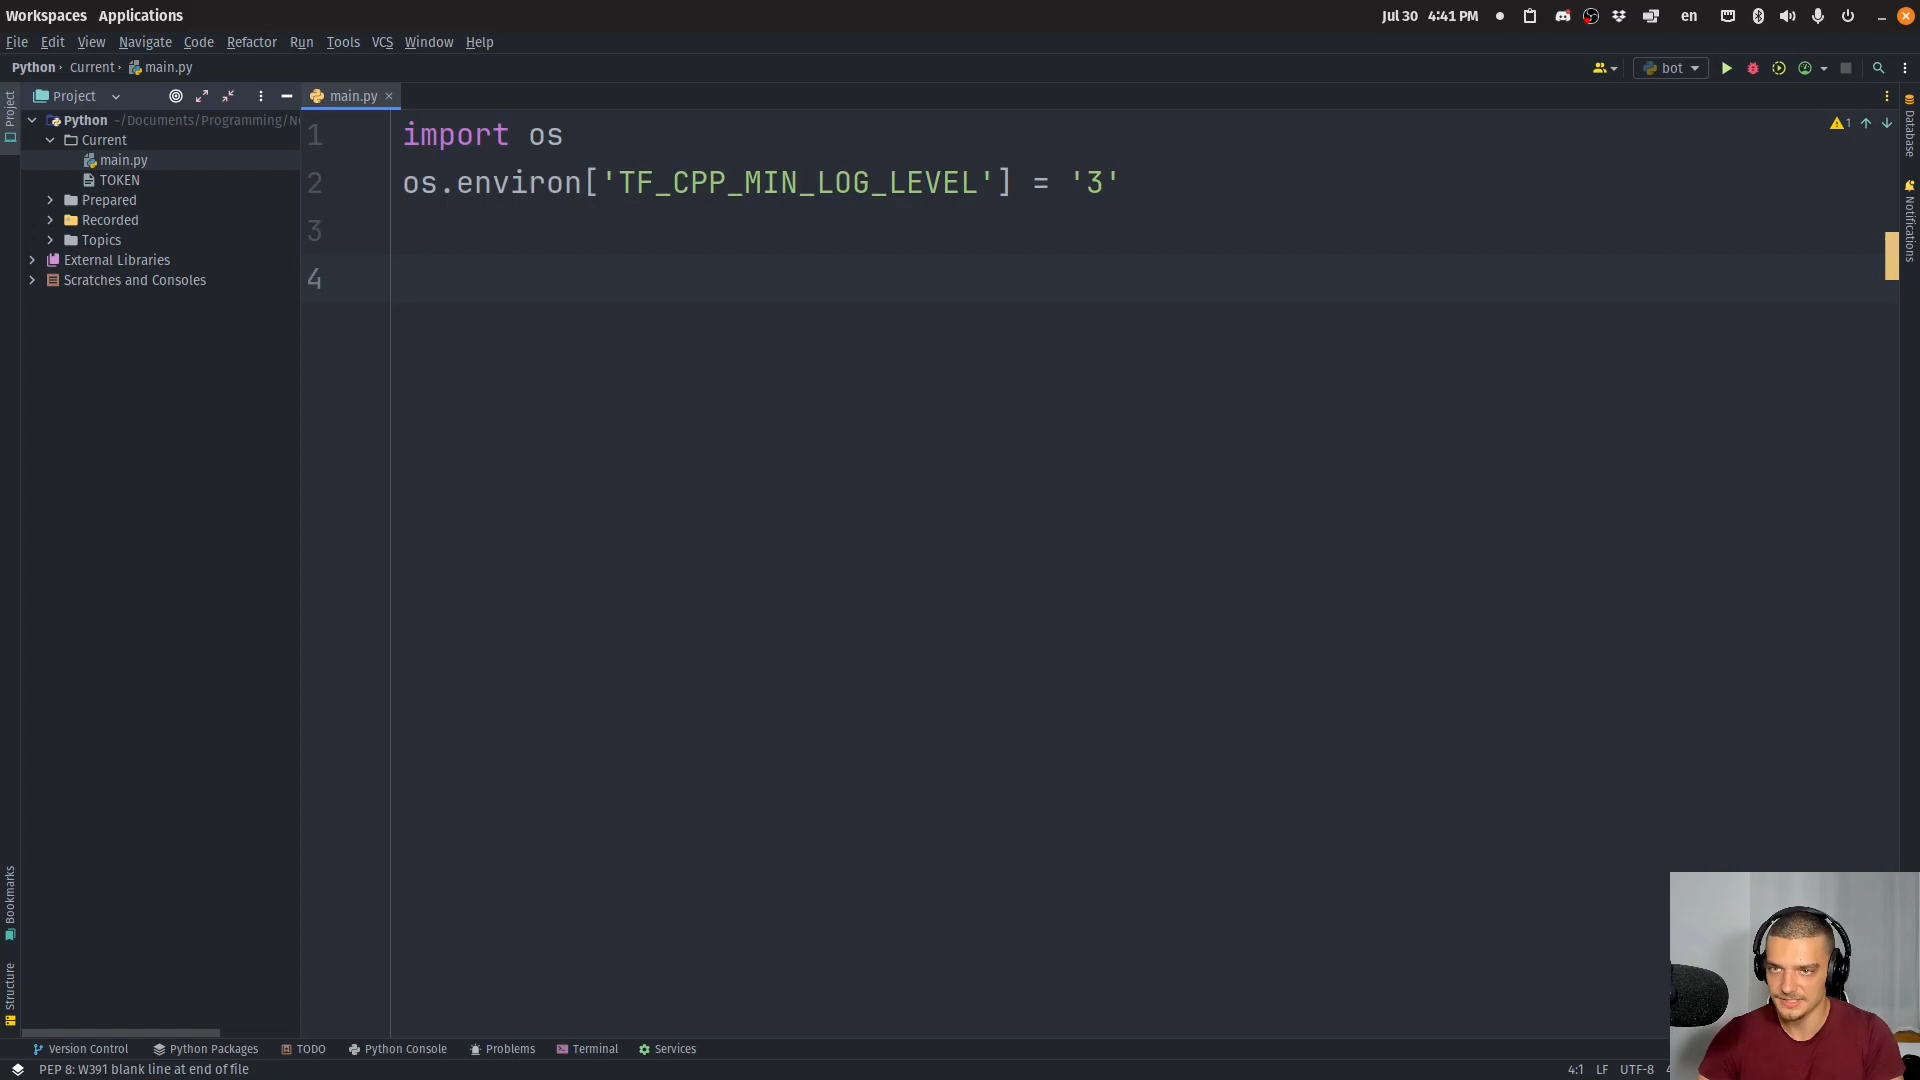 Workspaces Applications Jul 30 4:41 PM en
File Edit View Navigate Code Refactor Run Tools VCS Window Help
Python Current main.py bot
Project main.py
Python ~/Documents/Programming/N
Current
main.py
TOKEN
Prepared
Recorded
Topics
External Libraries
Scratches and Consoles
1 import os
2 os.environ['TF_CPP_MIN_LOG_LEVEL'] = '3'
3
4
1
Project
Bookmarks
Structure
Database
Notifications
Version Control Python Packages TODO Python Console Problems Terminal Services
PEP 8: W391 blank line at end of file 4:1 LF UTF-8